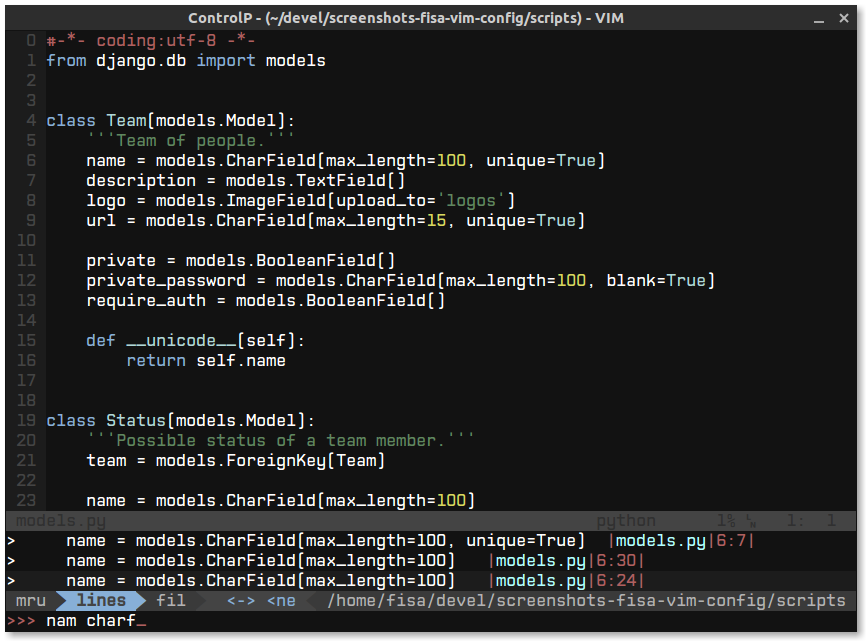 ControlP - (~/devel/screenshots-fisa-vim-config/scripts) - VIM
0 #-*- coding:utf-8 -*-
1 from django.db import models
2
3
4 class Team(models.Model):
5     '''Team of people.'''
6     name = models.CharField(max_length=100, unique=True)
7     description = models.TextField()
8     logo = models.ImageField(upload_to='logos')
9     url = models.CharField(max_length=15, unique=True)
10
11     private = models.BooleanField()
12     private_password = models.CharField(max_length=100, blank=True)
13     require_auth = models.BooleanField()
14
15     def __unicode__(self):
16         return self.name
17
18
19 class Status(models.Model):
20     '''Possible status of a team member.'''
21     team = models.ForeignKey(Team)
22
23     name = models.CharField(max_length=100)
models.py python 1% 1: 1
>     name = models.CharField(max_length=100, unique=True)  |models.py|6:7|
>     name = models.CharField(max_length=100)   |models.py|6:30|
>     name = models.CharField(max_length=100)   |models.py|6:24|
mru lines fil <-> <ne /home/fisa/devel/screenshots-fisa-vim-config/scripts
>>> nam charf_